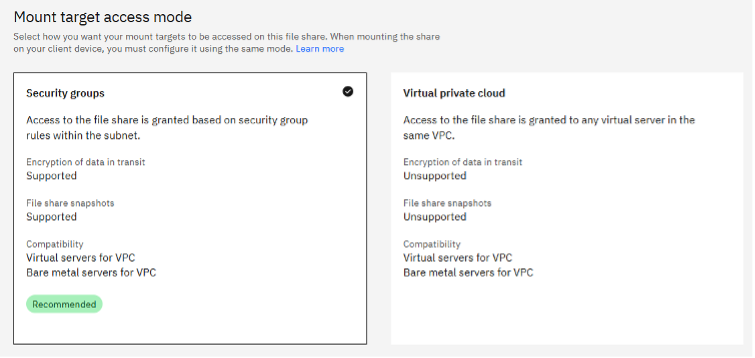 Mount target access mode
Select how you want your mount targets to be accessed on this file share. When mounting the share
on your client device, you must configure it using the same mode. Learn more
Security groups
Access to the file share is granted based on security group
rules within the subnet.
Encryption of data in transit
Supported
File share snapshots
Supported
Compatibility
Virtual servers for VPC
Bare metal servers for VPC
Recommended
Virtual private cloud
Access to the file share is granted to any virtual server in the
same VPC.
Encryption of data in transit
Unsupported
File share snapshots
Unsupported
Compatibility
Virtual servers for VPC
Bare metal servers for VPC